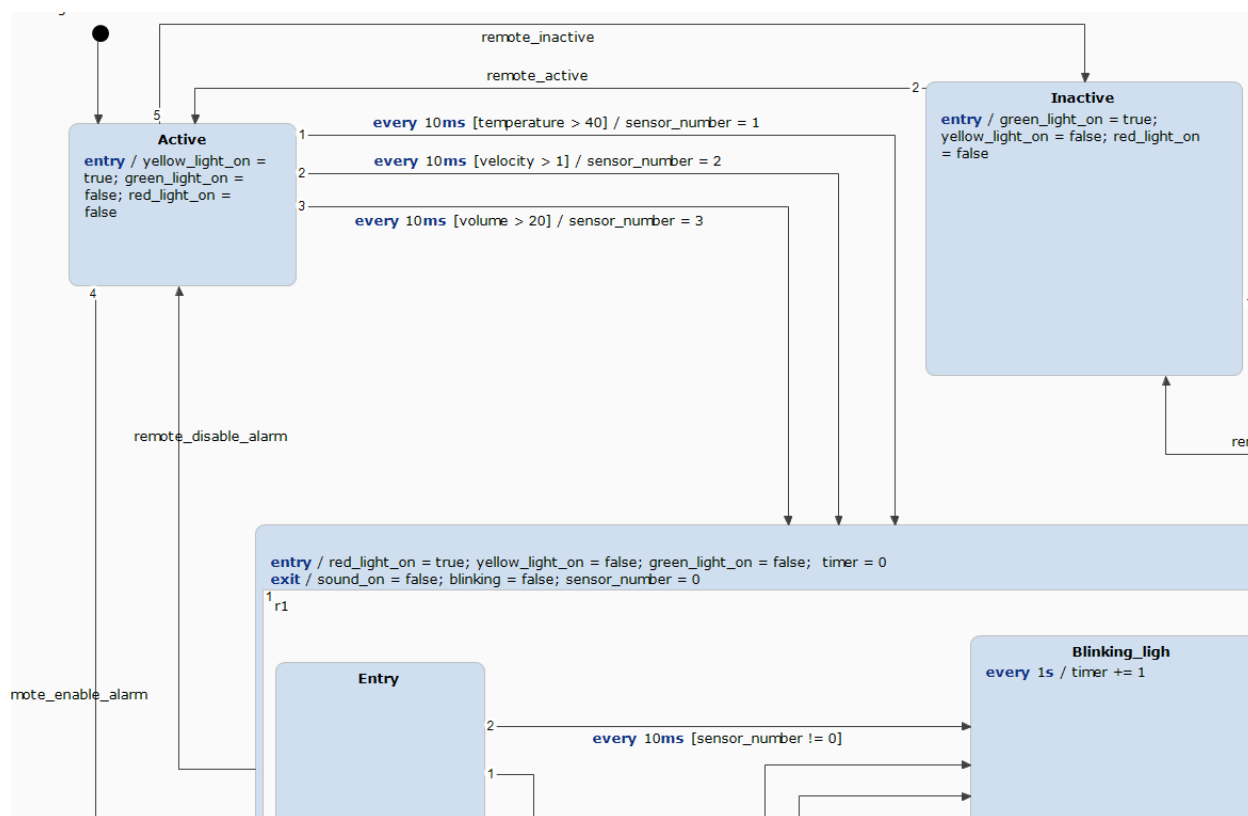 remote_inactive
remote_active
2
5
Active
entry / yellow_light_on =
true; green_light_on =
false; red_light_on =
false
1
every 10ms [temperature > 40] / sensor_number = 1
2
every 10ms [velocity > 1] / sensor_number = 2
3
every 10ms [volume > 20] / sensor_number = 3
4
Inactive
entry / green_light_on = true;
yellow_light_on = false; red_light_on
= false
remote_disable_alarm
entry / red_light_on = true; yellow_light_on = false; green_light_on = false; timer = 0
exit / sound_on = false; blinking = false; sensor_number = 0
1
r1
mote_enable_alarm
Entry
2
every 10ms [sensor_number != 0]
1
Blinking_ligh
every 1s / timer += 1